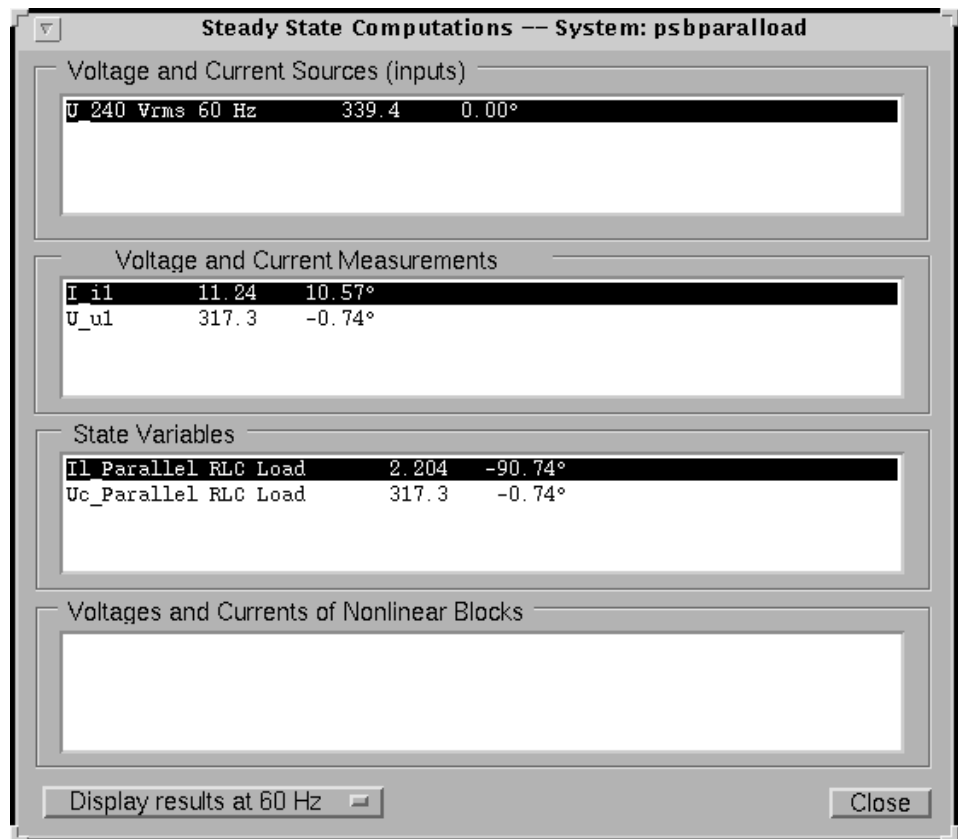 Steady State Computations –– System: psbparalload
Voltage and Current Sources (inputs)
U_240 Vrms 60 Hz 339.4 0.00°
Voltage and Current Measurements
I_i1 11.24 10.57°
U_u1 317.3 -0.74°
State Variables
Il_Parallel RLC Load 2.204 -90.74°
Uc_Parallel RLC Load 317.3 -0.74°
Voltages and Currents of Nonlinear Blocks
Display results at 60 Hz
Close